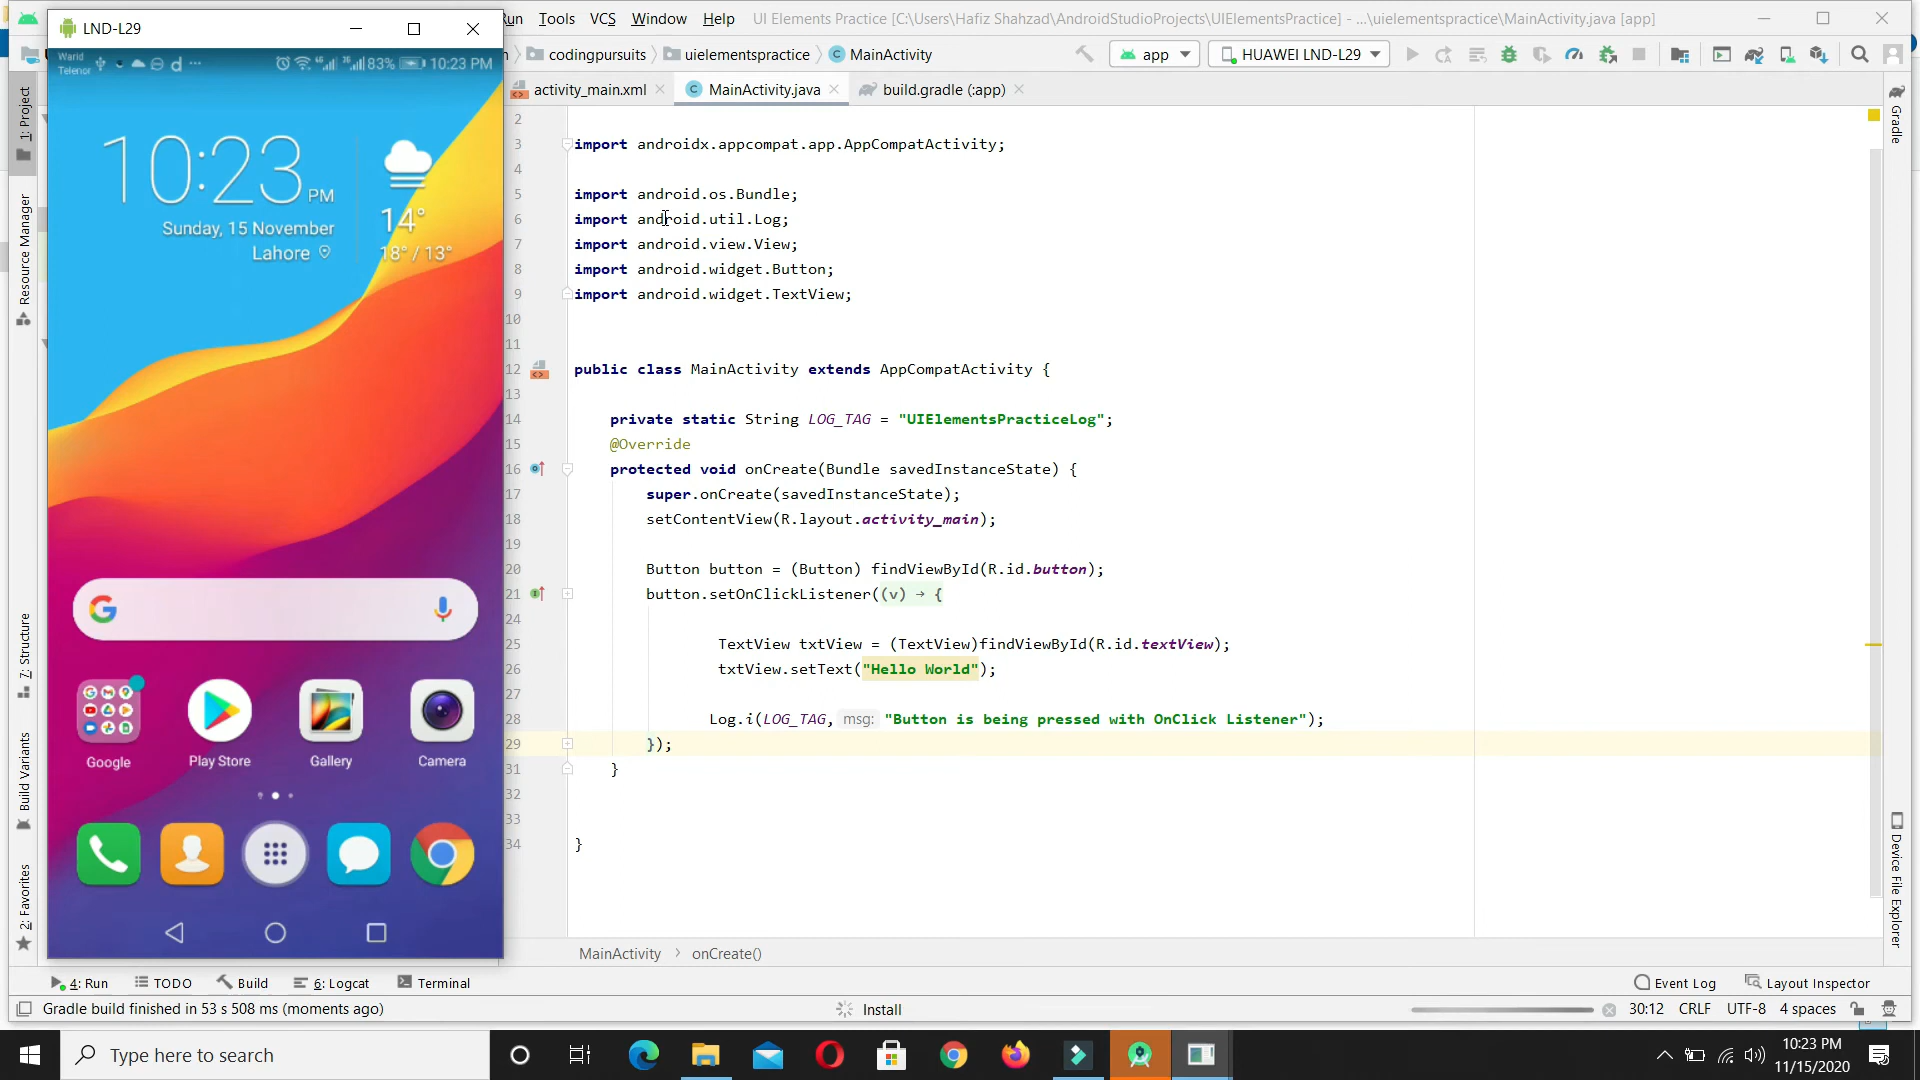 LND-L29
Run Tools VCS Window Help UI Elements Practice [C:\Users\Hafiz Shahzad\AndroidStudioProjects\UIElementsPractice] - ...\uielementspractice\MainActivity.java [app]
codingpursuits uielementspractice MainActivity app HUAWEI LND-L29
activity_main.xml MainActivity.java build.gradle (:app)
Warid
Telenor
83% 10:23 PM
10:23 PM
Sunday, 15 November
Lahore
14°
18° / 13°
Google Play Store Gallery Camera
1: Project
Resource Manager
7: Structure
Build Variants
2: Favorites
2
3 import androidx.appcompat.app.AppCompatActivity;
4
5 import android.os.Bundle;
6 import android.util.Log;
7 import android.view.View;
8 import android.widget.Button;
9 import android.widget.TextView;
10
11
12 public class MainActivity extends AppCompatActivity {
13
14 private static String LOG_TAG = "UIElementsPracticeLog";
15 @Override
16 protected void onCreate(Bundle savedInstanceState) {
17 super.onCreate(savedInstanceState);
18 setContentView(R.layout.activity_main);
19
20 Button button = (Button) findViewById(R.id.button);
21 button.setOnClickListener((v) → {
24
25 TextView txtView = (TextView)findViewById(R.id.textView);
26 txtView.setText("Hello World");
27
28 Log.i(LOG_TAG, msg: "Button is being pressed with OnClick Listener");
29 });
31 }
32
33
34 }
Gradle
Device File Explorer
MainActivity > onCreate()
4: Run TODO Build 6: Logcat Terminal Event Log Layout Inspector
Gradle build finished in 53 s 508 ms (moments ago) Install 30:12 CRLF UTF-8 4 spaces
Type here to search
10:23 PM
11/15/2020